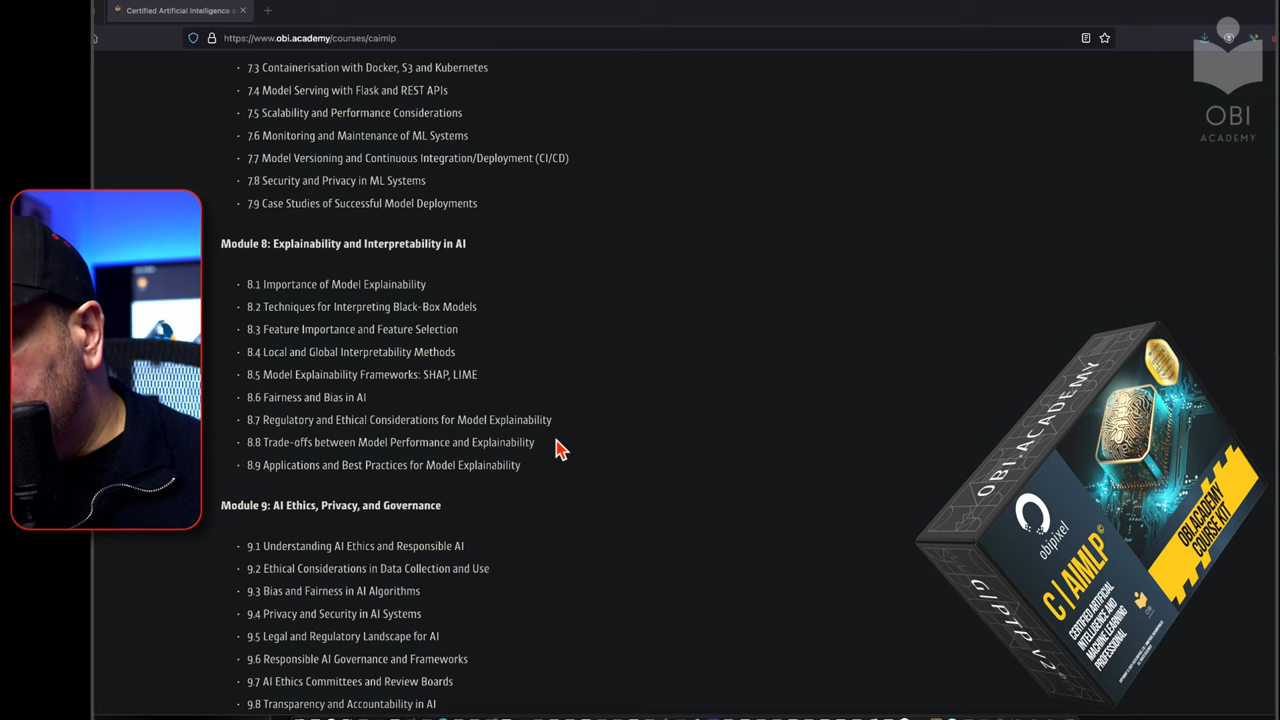 Certified Artificial Intelligence a
https://www.obi.academy/courses/caimlp
OBI
ACADEMY
· 7.3 Containerisation with Docker, S3 and Kubernetes
· 7.4 Model Serving with Flask and REST APIs
· 7.5 Scalability and Performance Considerations
· 7.6 Monitoring and Maintenance of ML Systems
· 7.7 Model Versioning and Continuous Integration/Deployment (CI/CD)
· 7.8 Security and Privacy in ML Systems
· 7.9 Case Studies of Successful Model Deployments
Module 8: Explainability and Interpretability in AI
· 8.1 Importance of Model Explainability
· 8.2 Techniques for Interpreting Black-Box Models
· 8.3 Feature Importance and Feature Selection
· 8.4 Local and Global Interpretability Methods
· 8.5 Model Explainability Frameworks: SHAP, LIME
· 8.6 Fairness and Bias in AI
· 8.7 Regulatory and Ethical Considerations for Model Explainability
· 8.8 Trade-offs between Model Performance and Explainability
· 8.9 Applications and Best Practices for Model Explainability
Module 9: AI Ethics, Privacy, and Governance
· 9.1 Understanding AI Ethics and Responsible AI
· 9.2 Ethical Considerations in Data Collection and Use
· 9.3 Bias and Fairness in AI Algorithms
· 9.4 Privacy and Security in AI Systems
· 9.5 Legal and Regulatory Landscape for AI
· 9.6 Responsible AI Governance and Frameworks
· 9.7 AI Ethics Committees and Review Boards
· 9.8 Transparency and Accountability in AI
OBI.ACADEMY
G|PTP V2©
obipixel
C|AIMLP©
CERTIFIED ARTIFICIAL
INTELLIGENCE AND
MACHINE LEARNING
PROFESSIONAL
OBI ACADEMY
COURSE KIT